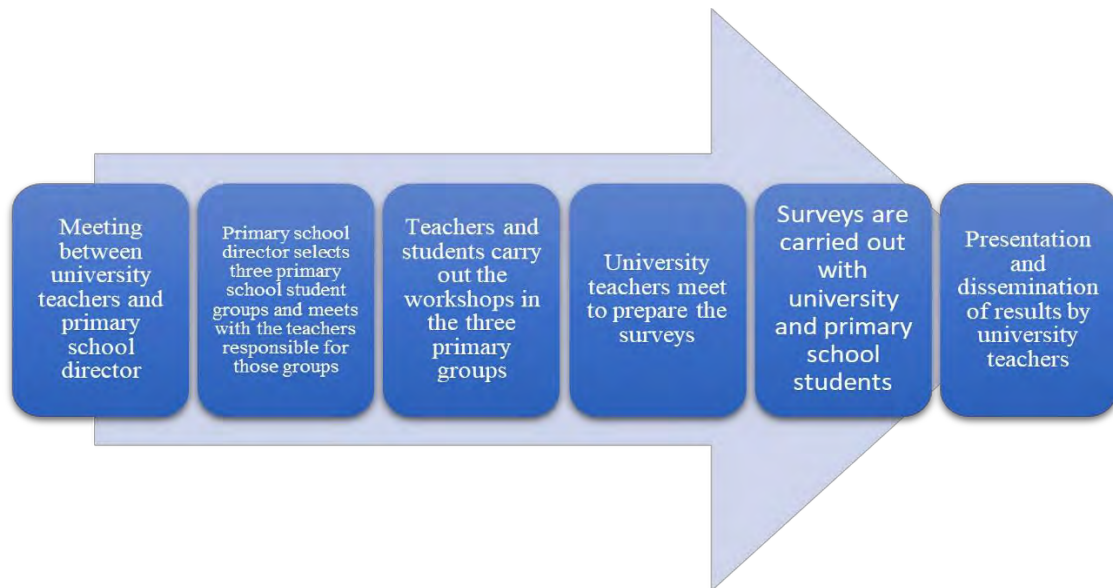 Meeting
between
university
teachers and
primary
school
director
Primary school
director selects
three primary
school student
groups and meets
with the teachers
responsible for
those groups
Teachers and
students carry
out the
workshops in
the three
primary
groups
University
teachers meet
to prepare the
surveys
Surveys are
carried out
with
university
and primary
school
students
Presentation
and
dissemination
of results by
university
teachers